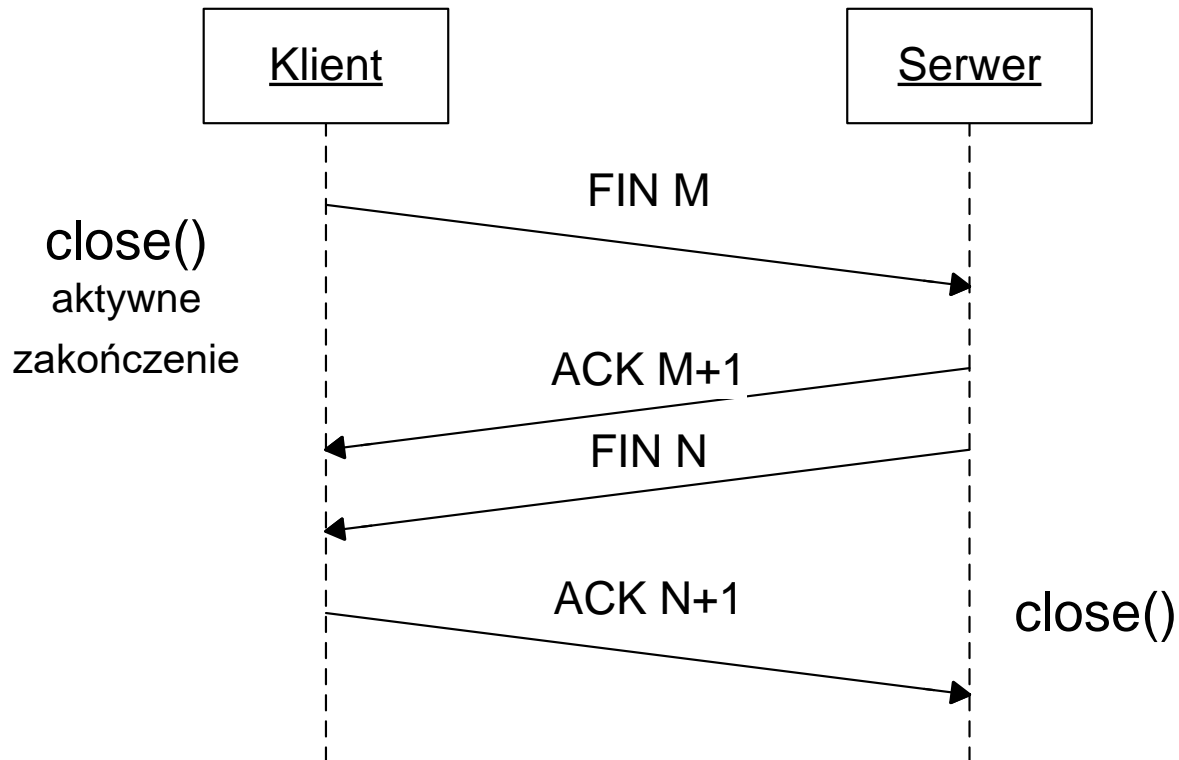 Klient
Serwer
FIN M
close()
aktywne
zakończenie
ACK M+1
FIN N
ACK N+1
close()